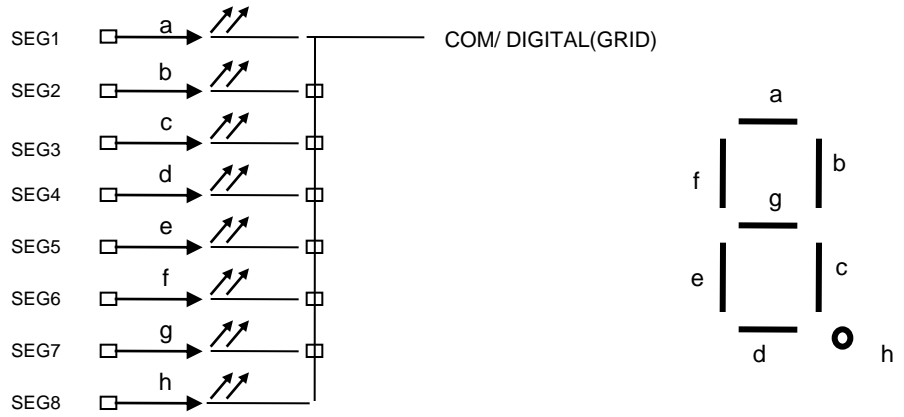 SEG1 a COM/ DIGITAL(GRID)
SEG2 b
SEG3 c
SEG4 d
SEG5 e
SEG6 f
SEG7 g
SEG8 h
a
f b
g
e c
d h